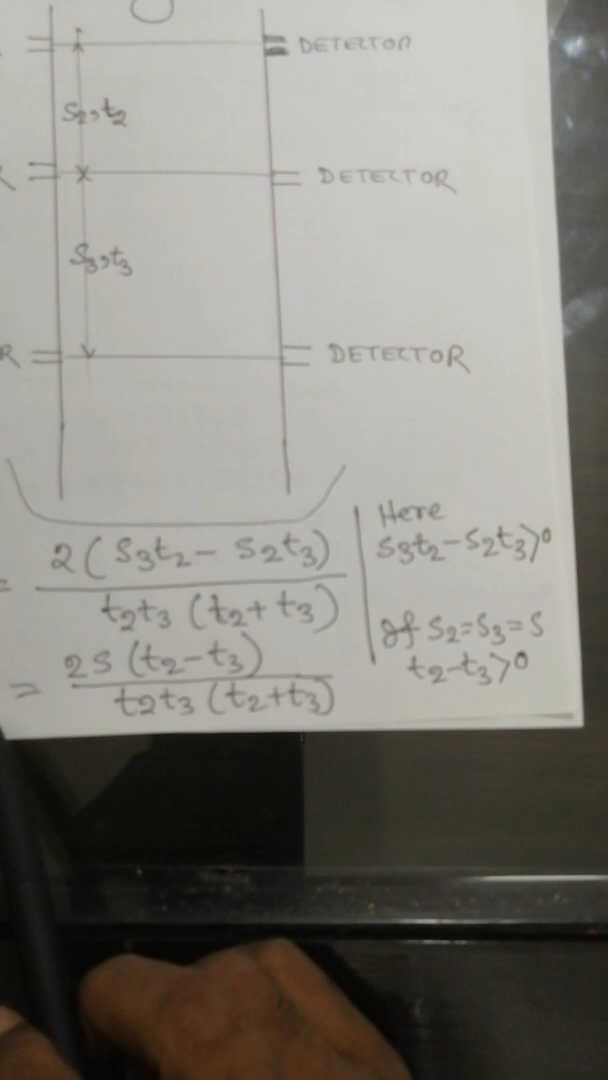 DETECTOR
S₂,t₂
R DETECTOR
S₃,t₃
R DETECTOR
= 2(S₃t₂ - S₂t₃) / t₂t₃ (t₂+t₃)
= 2S (t₂-t₃) / t₂t₃ (t₂+t₃)
Here
S₃t₂-S₂t₃>0
If S₂=S₃=S
t₂-t₃>0